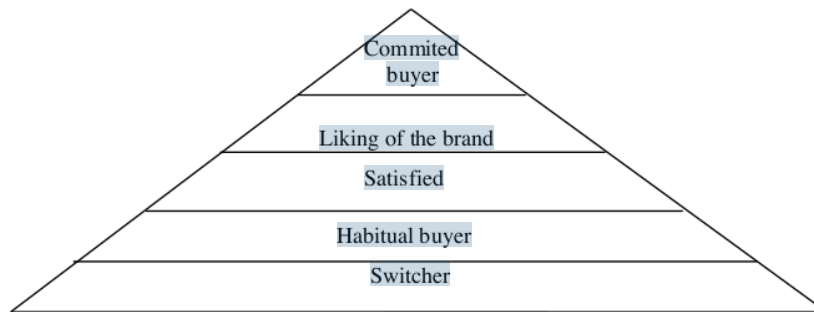 Commited
buyer
Liking of the brand
Satisfied
Habitual buyer
Switcher